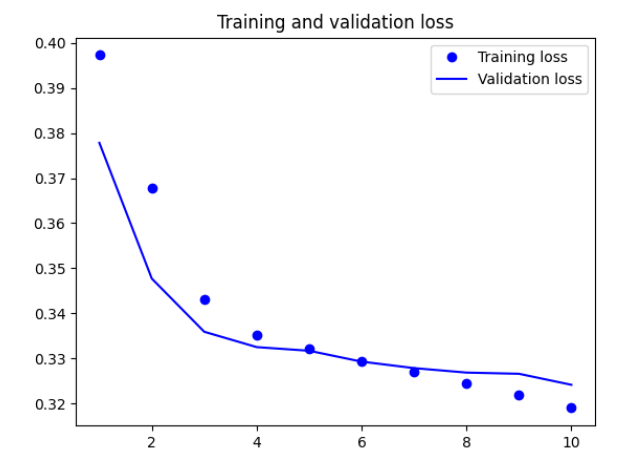 Training and validation loss
0.40
0.39
0.38
0.37
0.36
0.35
0.34
0.33
0.32
Training loss
Validation loss
2 4 6 8 10